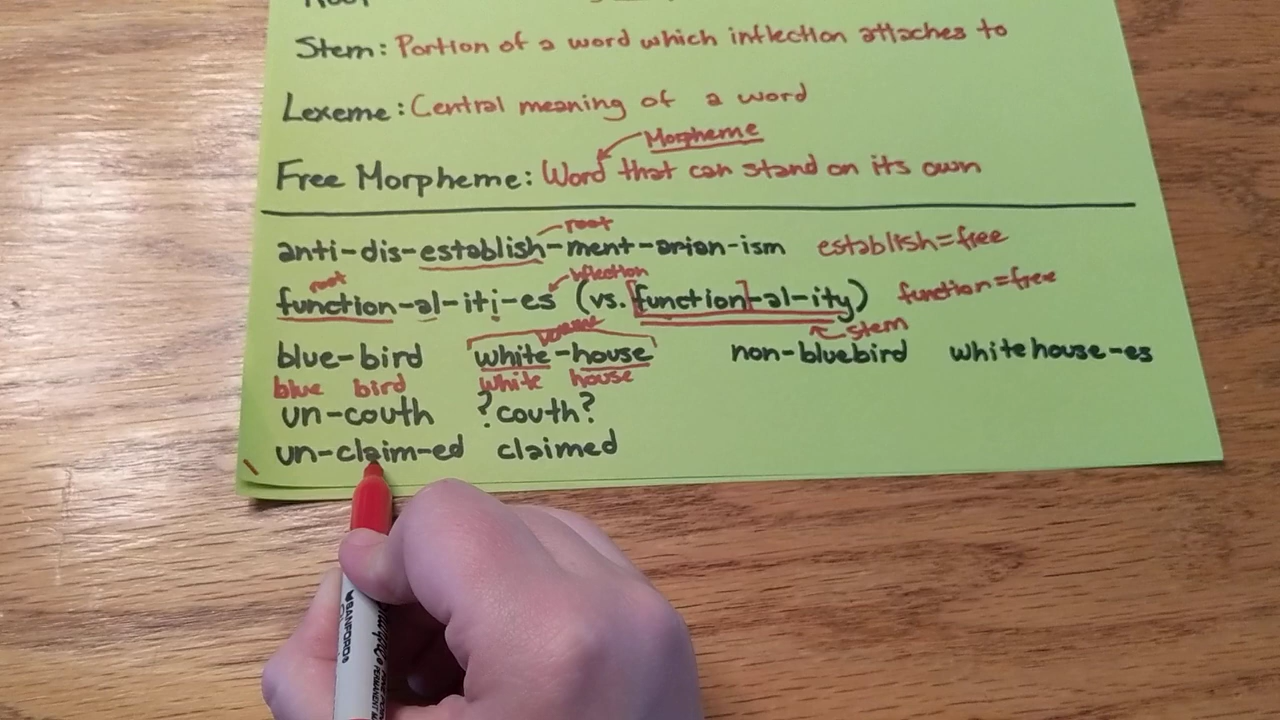 Root
Stem: Portion of a word which inflection attaches to
Lexeme: Central meaning of a word
Morpheme
Free Morpheme: Word that can stand on its own
root
anti-dis-establish-ment-arian-ism establish=free
root inflection
function-al-iti-es (vs. [function]-al-ity) function=free
lexeme stem
blue-bird white-house non-bluebird whitehouse-es
blue bird white house
un-couth ?couth?
un-claim-ed claimed
SANFORD